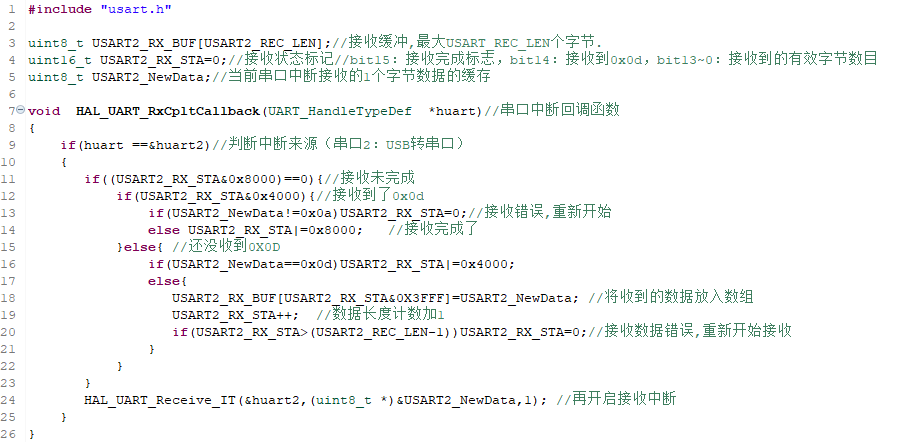 1 #include "usart.h"
2
3 uint8_t USART2_RX_BUF[USART2_REC_LEN];//接收缓冲,最大USART_REC_LEN个字节.
4 uint16_t USART2_RX_STA=0;//接收状态标记//bit15：接收完成标志，bit14：接收到0x0d，bit13~0：接收到的有效字节数目
5 uint8_t USART2_NewData;//当前串口中断接收的1个字节数据的缓存
6
7 void  HAL_UART_RxCpltCallback(UART_HandleTypeDef  *huart)//串口中断回调函数
8 {
9     if(huart ==&huart2)//判断中断来源（串口2：USB转串口）
10     {
11        if((USART2_RX_STA&0x8000)==0){//接收未完成
12            if(USART2_RX_STA&0x4000){//接收到了0x0d
13                if(USART2_NewData!=0x0a)USART2_RX_STA=0;//接收错误,重新开始
14                else USART2_RX_STA|=0x8000;   //接收完成了
15            }else{ //还没收到0X0D
16                if(USART2_NewData==0x0d)USART2_RX_STA|=0x4000;
17                else{
18                   USART2_RX_BUF[USART2_RX_STA&0X3FFF]=USART2_NewData; //将收到的数据放入数组
19                   USART2_RX_STA++;  //数据长度计数加1
20                   if(USART2_RX_STA>(USART2_REC_LEN-1))USART2_RX_STA=0;//接收数据错误,重新开始接收
21                }
22            }
23        }
24        HAL_UART_Receive_IT(&huart2,(uint8_t *)&USART2_NewData,1); //再开启接收中断
25     }
26 }